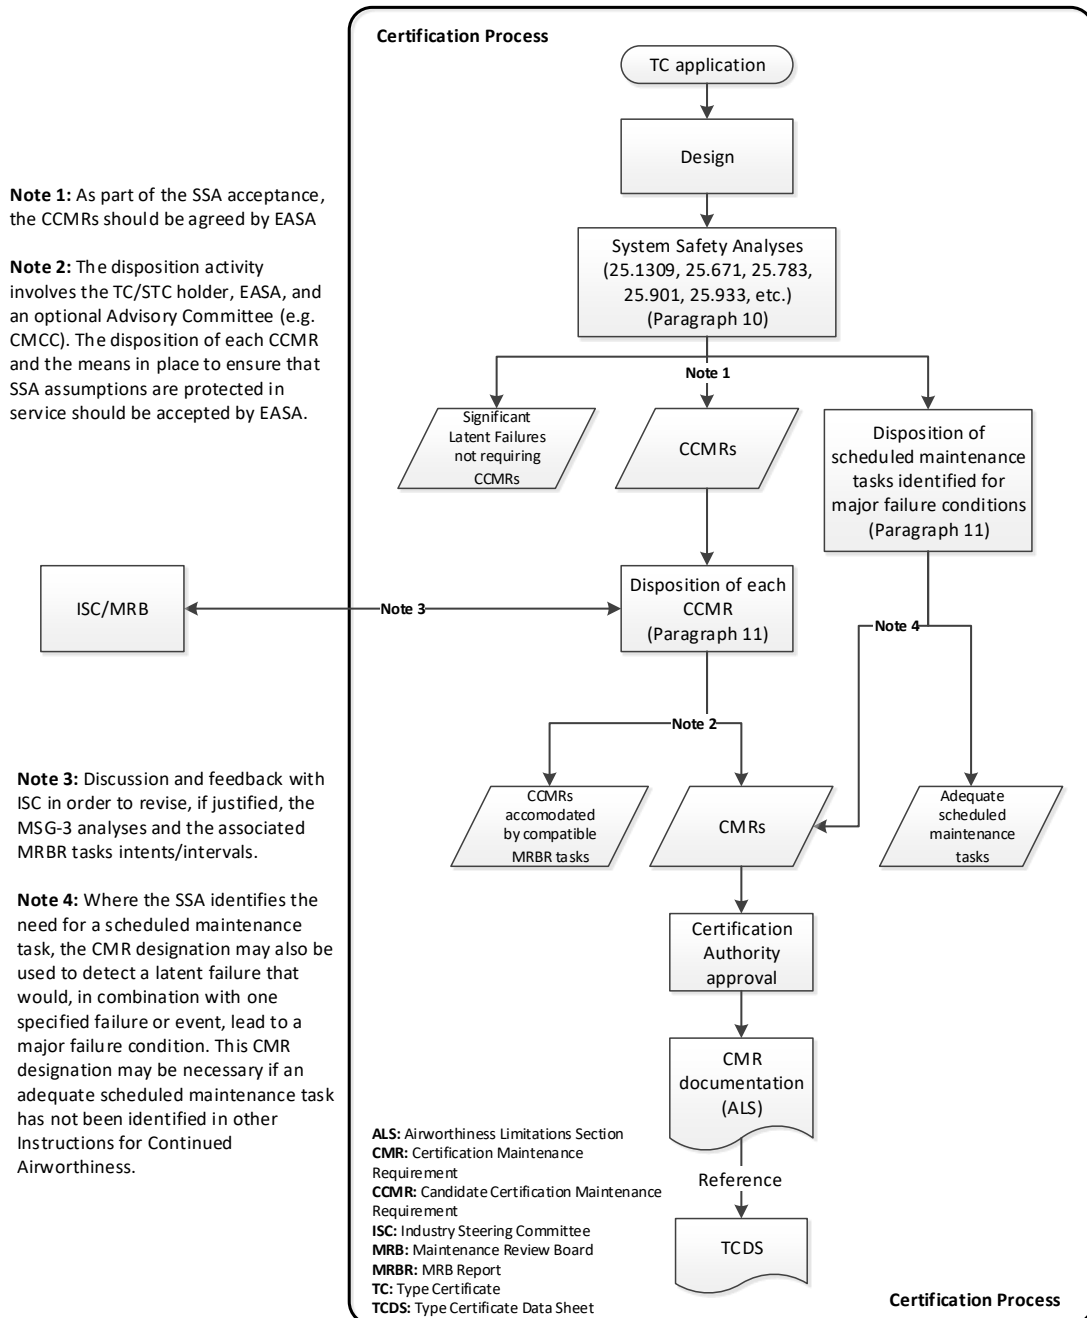 Certification Process
TC application
Design
Note 1: As part of the SSA acceptance,
the CCMRs should be agreed by EASA
Note 2: The disposition activity
involves the TC/STC holder, EASA, and
an optional Advisory Committee (e.g.
CMCC). The disposition of each CCMR
and the means in place to ensure that
SSA assumptions are protected in
service should be accepted by EASA.
System Safety Analyses
(25.1309, 25.671, 25.783,
25.901, 25.933, etc.)
(Paragraph 10)
Note 1
Significant
Latent Failures
not requiring
CCMRs
CCMRs
Disposition of
scheduled maintenance
tasks identified for
major failure conditions
(Paragraph 11)
ISC/MRB
Note 3
Disposition of each
CCMR
(Paragraph 11)
Note 4
Note 2
Note 3: Discussion and feedback with
ISC in order to revise, if justified, the
MSG-3 analyses and the associated
MRBR tasks intents/intervals.
Note 4: Where the SSA identifies the
need for a scheduled maintenance
task, the CMR designation may also be
used to detect a latent failure that
would, in combination with one
specified failure or event, lead to a
major failure condition. This CMR
designation may be necessary if an
adequate scheduled maintenance task
has not been identified in other
Instructions for Continued
Airworthiness.
CCMRs
accomodated
by compatible
MRBR tasks
CMRs
Adequate
scheduled
maintenance
tasks
Certification
Authority
approval
CMR
documentation
(ALS)
Reference
TCDS
ALS: Airworthiness Limitations Section
CMR: Certification Maintenance
Requirement
CCMR: Candidate Certification Maintenance
Requirement
ISC: Industry Steering Committee
MRB: Maintenance Review Board
MRBR: MRB Report
TC: Type Certificate
TCDS: Type Certificate Data Sheet
Certification Process